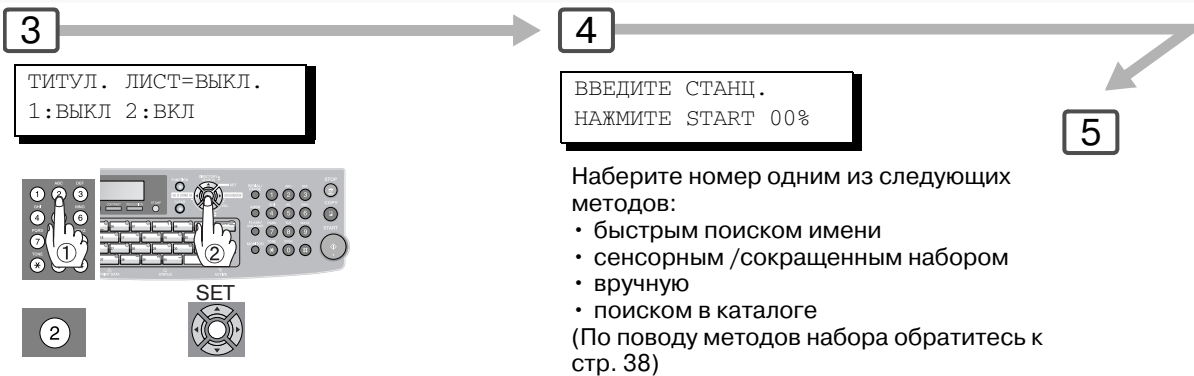 3
ТИТУЛ. ЛИСТ=ВЫКЛ.
1:ВЫКЛ 2:ВКЛ
1
2
SET
2
4
ВВЕДИТЕ СТАНЦ.
НАЖМИТЕ START 00%
Наберите номер одним из следующих
методов:
· быстрым поиском имени
· сенсорным /сокращенным набором
· вручную
· поиском в каталоге
(По поводу методов набора обратитесь к
стр. 38)
5